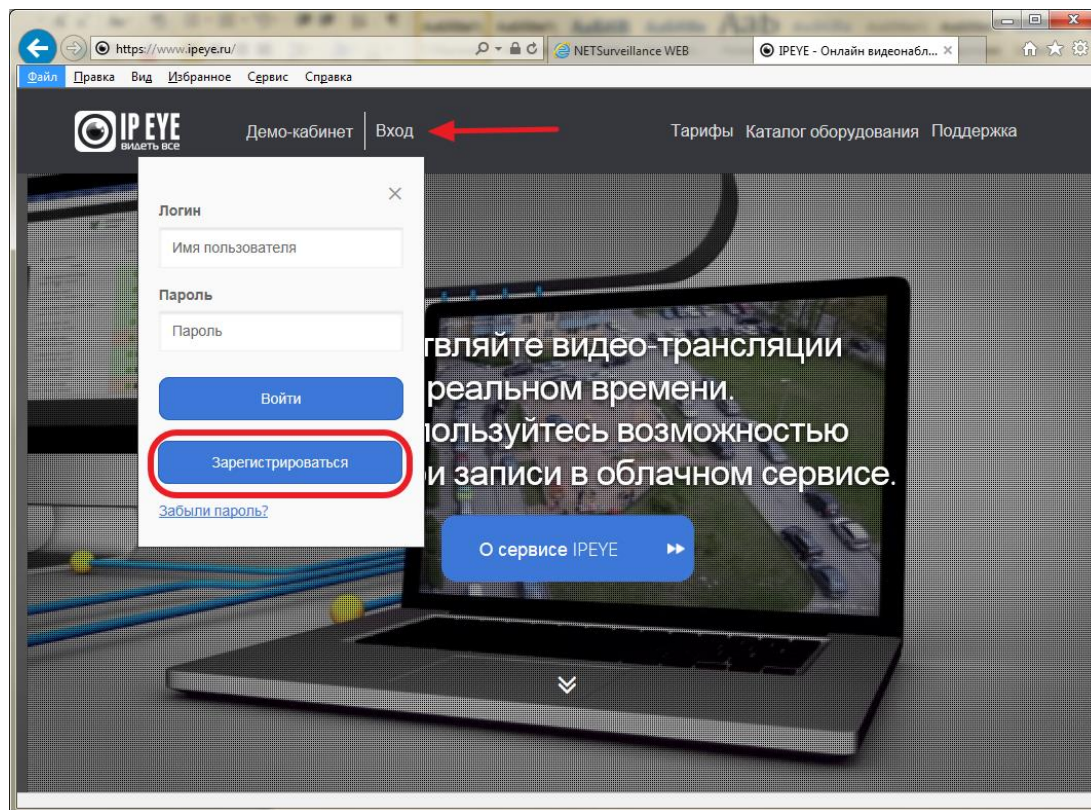 https://www.ipeye.ru/
NETSurveillance WEB
IPEYE - Онлайн видеонабл...
Файл Правка Вид Избранное Сервис Справка
IP EYE
видеть все
Демо-кабинет
Вход
Тарифы Каталог оборудования Поддержка
Логин
Имя пользователя
Пароль
Пароль
Войти
Зарегистрироваться
Забыли пароль?
твляйте видео-трансляции
реальном времени.
пользуйтесь возможностью
и записи в облачном сервисе.
О сервисе IPEYE